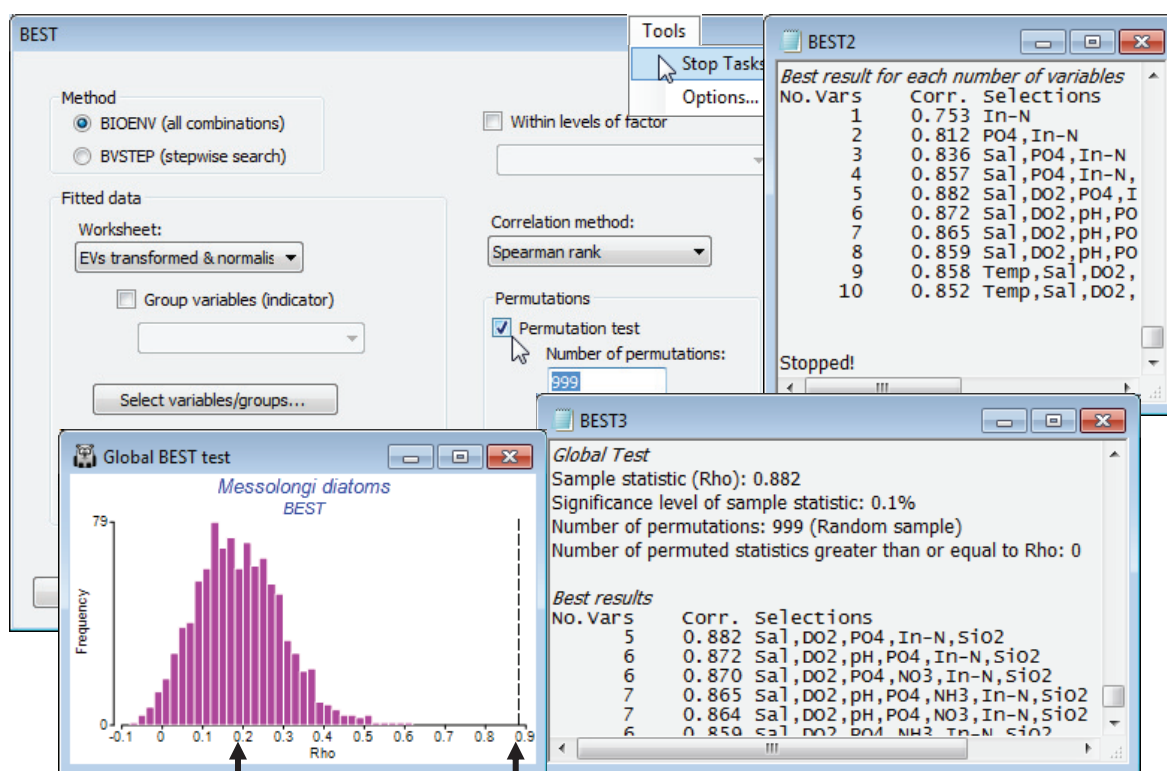 BEST
Tools
Stop Tasks
Options...
Method
BIOENV (all combinations)
BVSTEP (stepwise search)
Within levels of factor
Fitted data
Worksheet:
EVs transformed & normalis
Group variables (indicator)
Select variables/groups...
Correlation method:
Spearman rank
Permutations
Permutation test
Number of permutations:
999
BEST2
Best result for each number of variables
No.Vars Corr. Selections
1 0.753 In-N
2 0.812 PO4,In-N
3 0.836 Sal,PO4,In-N
4 0.857 Sal,PO4,In-N,
5 0.882 Sal,DO2,PO4,I
6 0.872 Sal,DO2,pH,PO
7 0.865 Sal,DO2,pH,PO
8 0.859 Sal,DO2,pH,PO
9 0.858 Temp,Sal,DO2,
10 0.852 Temp,Sal,DO2,
Stopped!
Global BEST test
Messolongi diatoms
BEST
79
Frequency
0
-0.1 0 0.1 0.2 0.3 0.4 0.5 0.6 0.7 0.8 0.9
Rho
BEST3
Global Test
Sample statistic (Rho): 0.882
Significance level of sample statistic: 0.1%
Number of permutations: 999 (Random sample)
Number of permuted statistics greater than or equal to Rho: 0
Best results
No.Vars Corr. Selections
5 0.882 Sal,DO2,PO4,In-N,SiO2
6 0.872 Sal,DO2,pH,PO4,In-N,SiO2
6 0.870 Sal,DO2,PO4,NO3,In-N,SiO2
7 0.865 Sal,DO2,pH,PO4,NH3,In-N,SiO2
7 0.864 Sal,DO2,pH,PO4,NO3,In-N,SiO2
6 0.859 Sal,DO2,PO4,NH3,In-N,SiO2